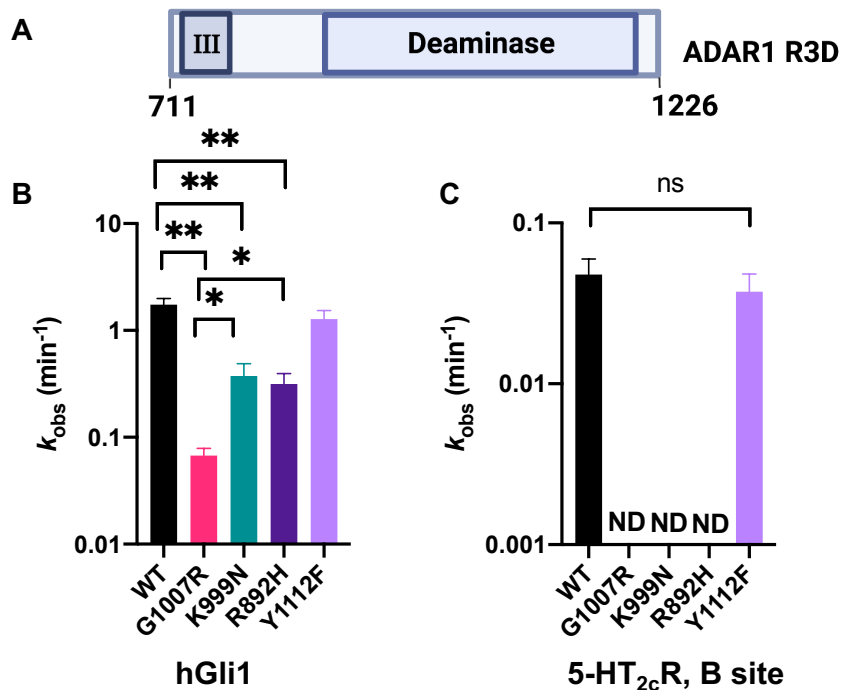 A
III
Deaminase
ADAR1 R3D
711
1226
B
**
**
**
*
*
10
1
0.1
0.01
k_obs (min⁻¹)
WT
G1007R
K999N
R892H
Y1112F
hGli1
C
ns
0.1
0.01
0.001
k_obs (min⁻¹)
ND
ND
ND
WT
G1007R
K999N
R892H
Y1112F
5-HT₂cR, B site